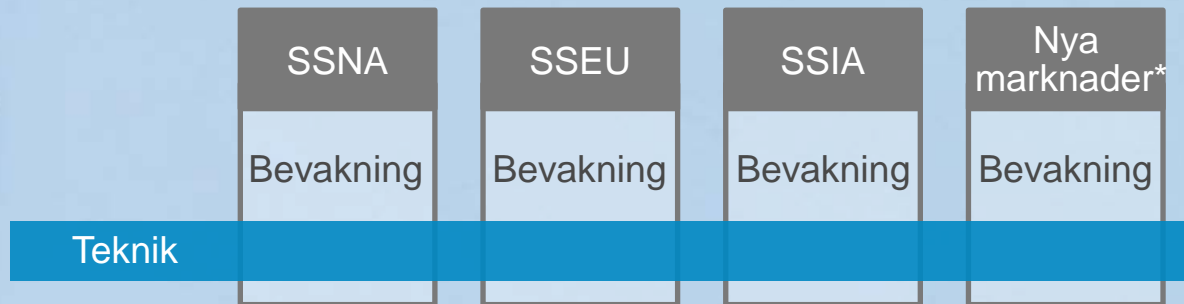 SSNA SSEU SSIA Nya
marknader*
Bevakning Bevakning Bevakning Bevakning
Teknik